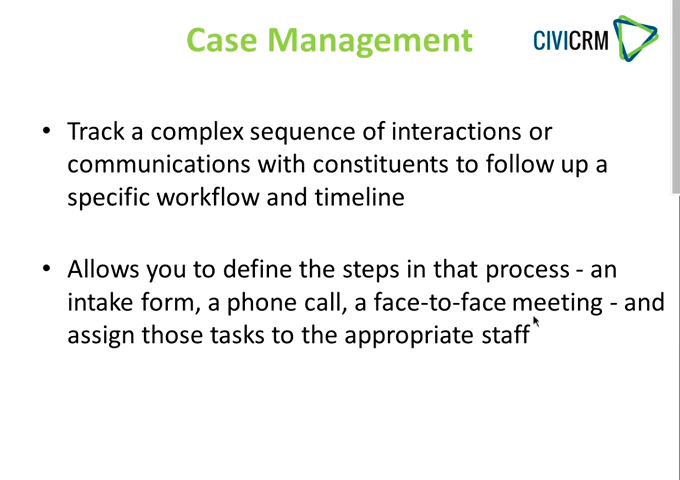 Case Management
CIVICRM
• Track a complex sequence of interactions or
communications with constituents to follow up a
specific workflow and timeline
• Allows you to define the steps in that process - an
intake form, a phone call, a face-to-face meeting - and
assign those tasks to the appropriate staff